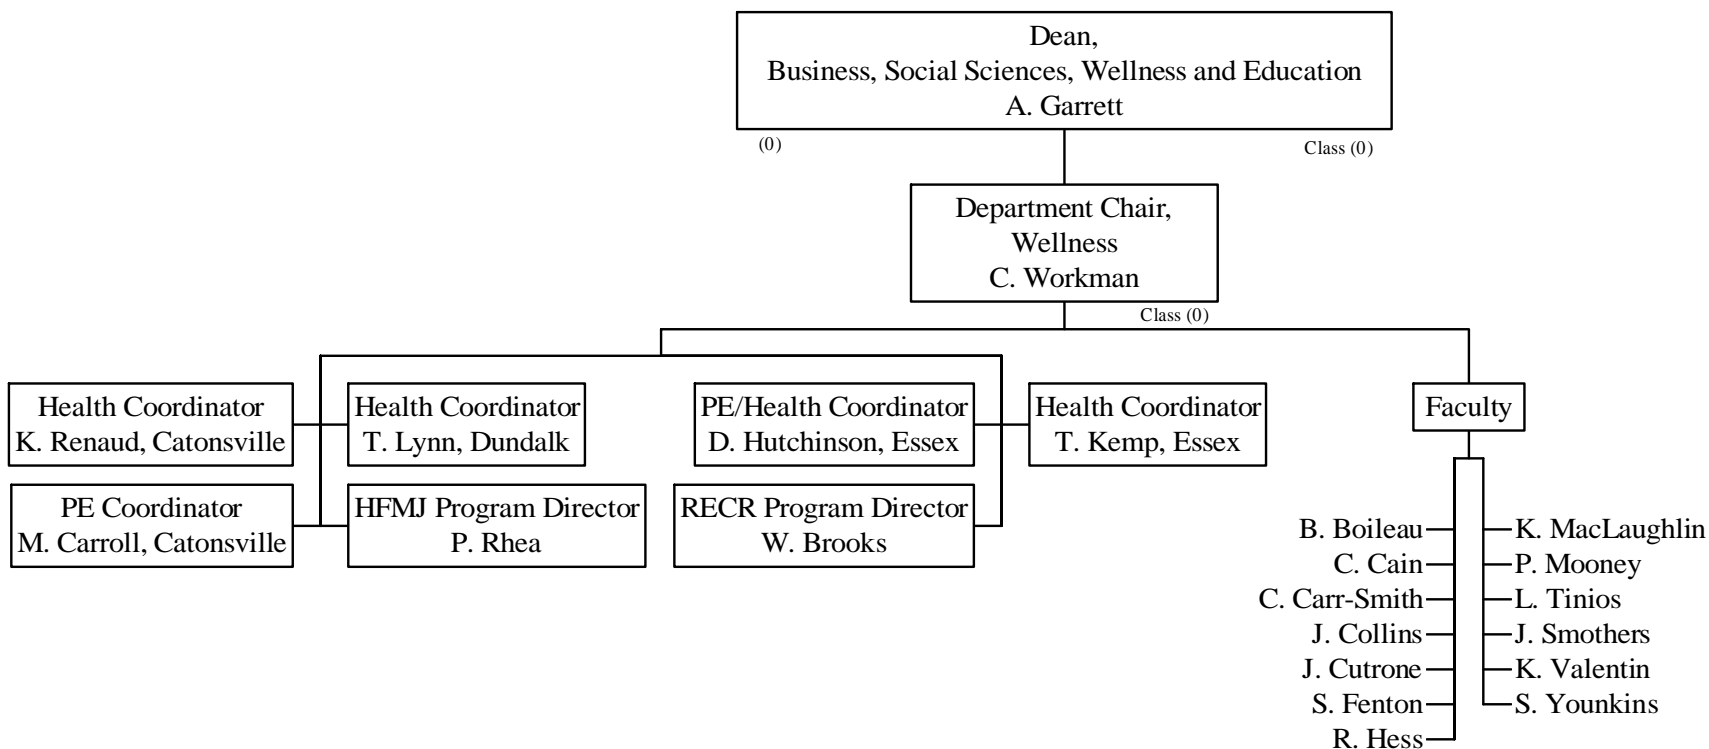 Dean,
Business, Social Sciences, Wellness and Education
A. Garrett
(0)
Class (0)
Department Chair,
Wellness
C. Workman
Class (0)
Health Coordinator
K. Renaud, Catonsville
Health Coordinator
T. Lynn, Dundalk
PE/Health Coordinator
D. Hutchinson, Essex
Health Coordinator
T. Kemp, Essex
Faculty
PE Coordinator
M. Carroll, Catonsville
HFMJ Program Director
P. Rhea
RECR Program Director
W. Brooks
B. Boileau
C. Cain
C. Carr-Smith
J. Collins
J. Cutrone
S. Fenton
R. Hess
K. MacLaughlin
P. Mooney
L. Tinios
J. Smothers
K. Valentin
S. Younkins